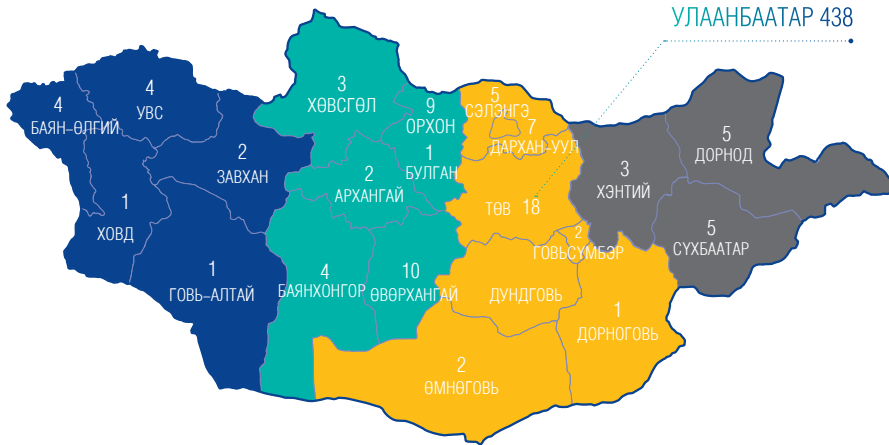 УЛААНБААТАР 438
4
БАЯН-ӨЛГИЙ
4
УВС
2
ЗАВХАН
1
ХОВД
1
ГОВЬ-АЛТАЙ
3
ХӨВСГӨЛ
9
ОРХОН
1
БУЛГАН
2
АРХАНГАЙ
4
БАЯНХОНГОР
10
ӨВӨРХАНГАЙ
5
СЭЛЭНГЭ
7
ДАРХАН-УУЛ
ТӨВ 18
2
ГОВЬСҮМБЭР
ДУНДГОВЬ
1
ДОРНОГОВЬ
2
ӨМНӨГОВЬ
3
ХЭНТИЙ
5
ДОРНОД
5
СҮХБААТАР